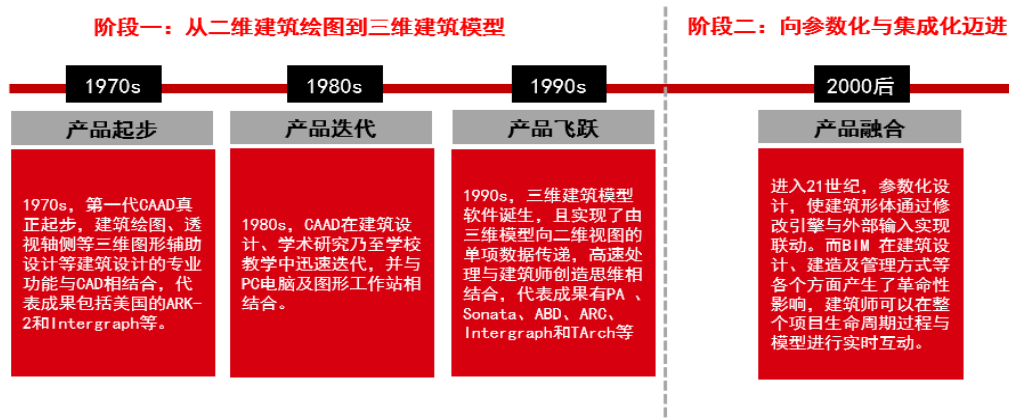 阶段一：从二维建筑绘图到三维建筑模型
阶段二：向参数化与集成化迈进
1970s
1980s
1990s
2000后
产品起步
产品迭代
产品飞跃
产品融合
1970s，第一代CAAD真
正起步，建筑绘图、透
视轴侧等三维图形辅助
设计等建筑设计的专业
功能与CAD相结合，代
表成果包括美国的ARK-
2和Intergraph等。
1980s，CAAD在建筑设
计、学术研究乃至学校
教学中迅速迭代，并与
PC电脑及图形工作站相
结合。
1990s，三维建筑模型
软件诞生，且实现了由
三维模型向二维视图的
单项数据传递，高速处
理与建筑师创造思维相
结合，代表成果有PA 、
Sonata、ABD、ARC、
Intergraph和TArch等
进入21世纪，参数化设
计，使建筑形体通过修
改引擎与外部输入实现
联动。而BIM 在建筑设
计、建造及管理方式等
各个方面产生了革命性
影响，建筑师可以在整
个项目生命周期过程与
模型进行实时互动。